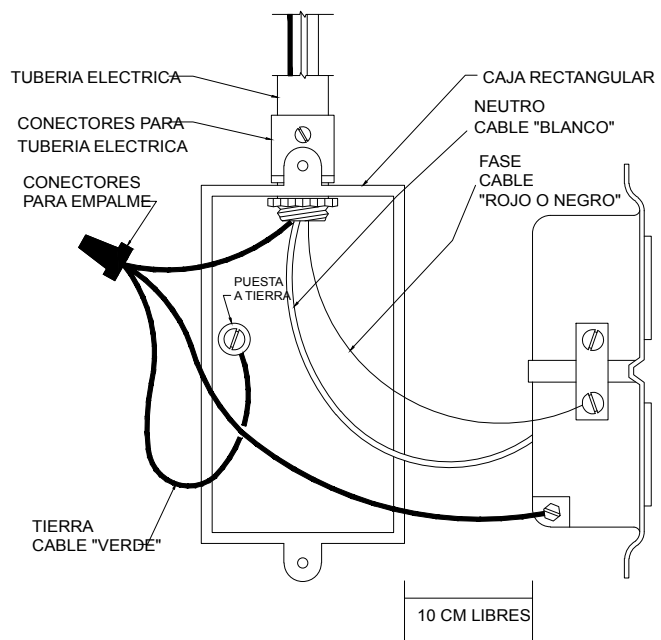 TUBERIA ELECTRICA
CAJA RECTANGULAR
NEUTRO
CABLE "BLANCO"
CONECTORES PARA
TUBERIA ELECTRICA
FASE
CABLE
"ROJO O NEGRO"
CONECTORES
PARA EMPALME
PUESTA
A TIERRA
TIERRA
CABLE "VERDE"
10 CM LIBRES